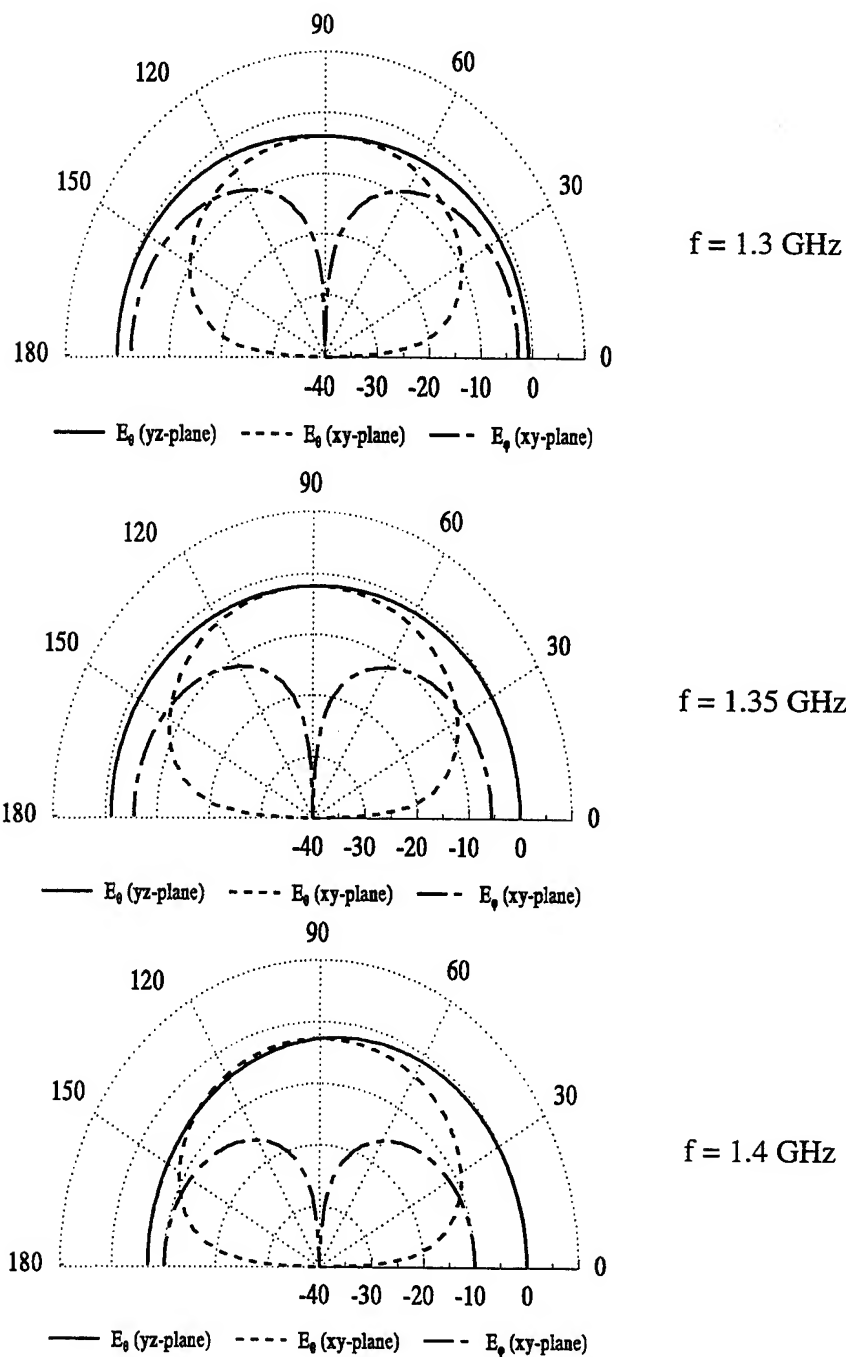 90
120 60
150 30
180 0
-40 -30 -20 -10 0
E_θ (yz-plane) E_θ (xy-plane) E_φ (xy-plane)
f = 1.3 GHz
90
120 60
150 30
180 0
-40 -30 -20 -10 0
E_θ (yz-plane) E_θ (xy-plane) E_φ (xy-plane)
f = 1.35 GHz
90
120 60
150 30
180 0
-40 -30 -20 -10 0
E_θ (yz-plane) E_θ (xy-plane) E_φ (xy-plane)
f = 1.4 GHz